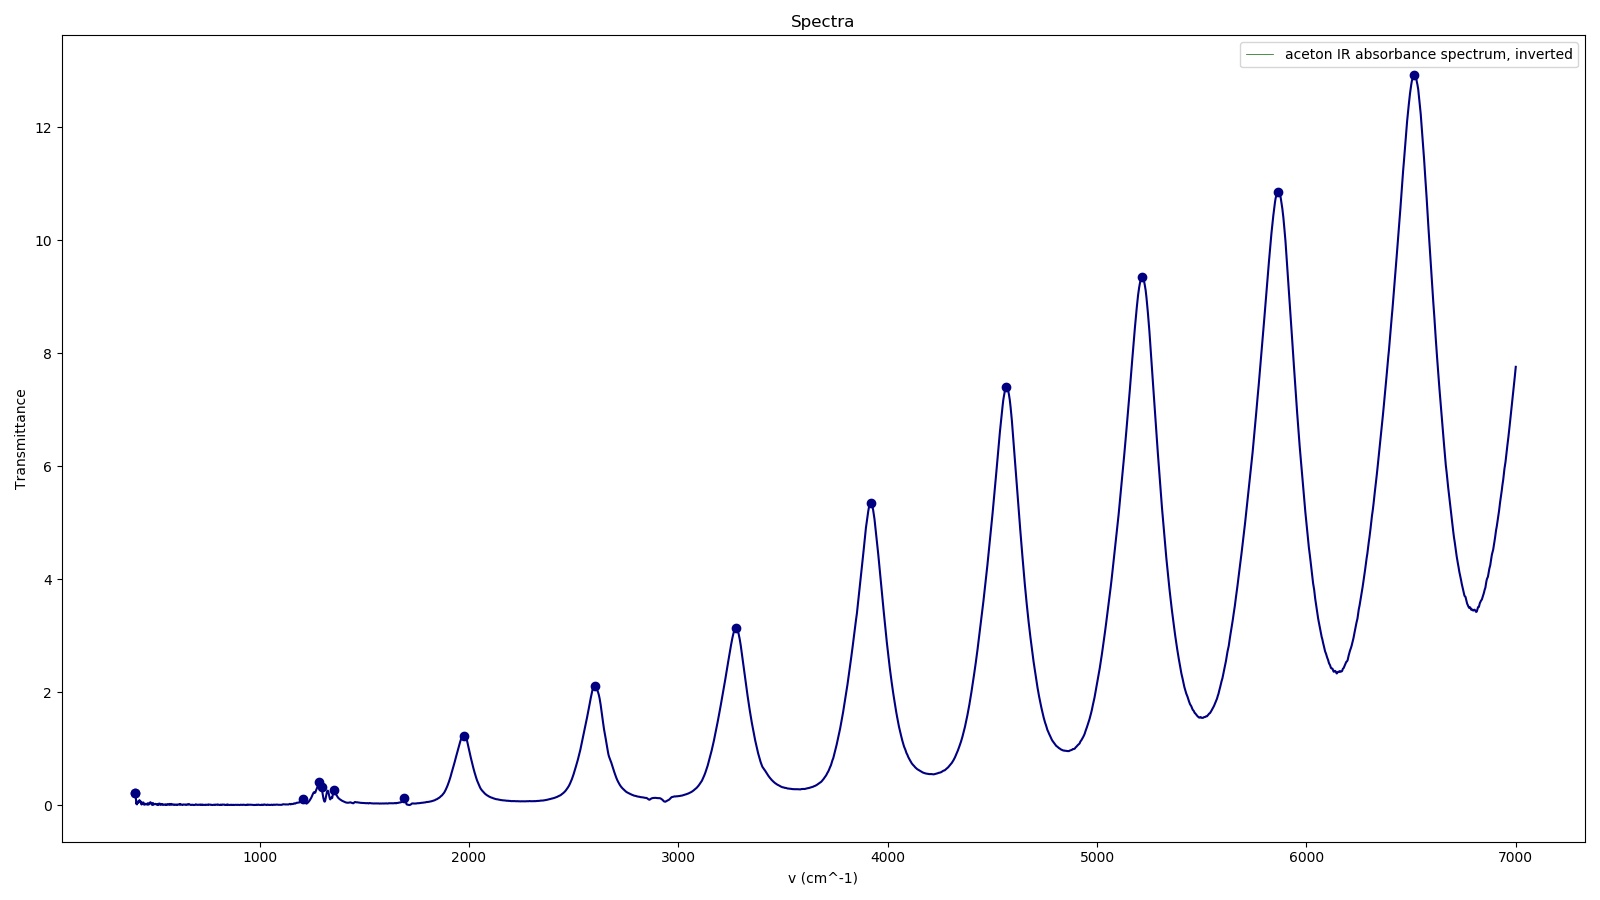 Spectra
aceton IR absorbance spectrum, inverted
Transmittance
12
10
8
6
4
2
0
1000 2000 3000 4000 5000 6000 7000
v (cm^-1)